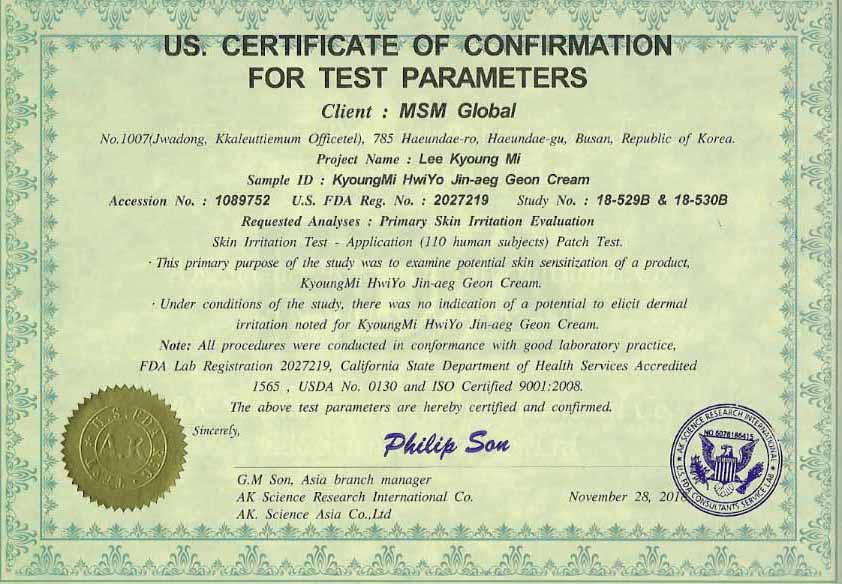 US. CERTIFICATE OF CONFIRMATION
FOR TEST PARAMETERS
Client : MSM Global
No.1007(Jwadong, Kkaleuttiemum Officetel), 785 Haeundae-ro, Haeundae-gu, Busan, Republic of Korea.
Project Name : Lee Kyoung Mi
Sample ID : KyoungMi HwiYo Jin-aeg Geon Cream
Accession No. : 1089752 U.S. FDA Reg. No. : 2027219 Study No. : 18-529B & 18-530B
Requested Analyses : Primary Skin Irritation Evaluation
Skin Irritation Test - Application (110 human subjects) Patch Test.
· This primary purpose of the study was to examine potential skin sensitization of a product,
KyoungMi HwiYo Jin-aeg Geon Cream.
· Under conditions of the study, there was no indication of a potential to elicit dermal
irritation noted for KyoungMi HwiYo Jin-aeg Geon Cream.
Note: All procedures were conducted in conformance with good laboratory practice,
FDA Lab Registration 2027219, California State Department of Health Services Accredited
1565 , USDA No. 0130 and ISO Certified 9001:2008.
The above test parameters are hereby certified and confirmed.
Sincerely,
Philip Son
G.M Son, Asia branch manager
AK Science Research International Co.
AK. Science Asia Co.,Ltd
November 28, 201
AK SCIENCE RESEARCH INTERNATIONAL
U.S FDA CONSULTANTS SERVICE LAB
U.S. FDA
A.K
TEST